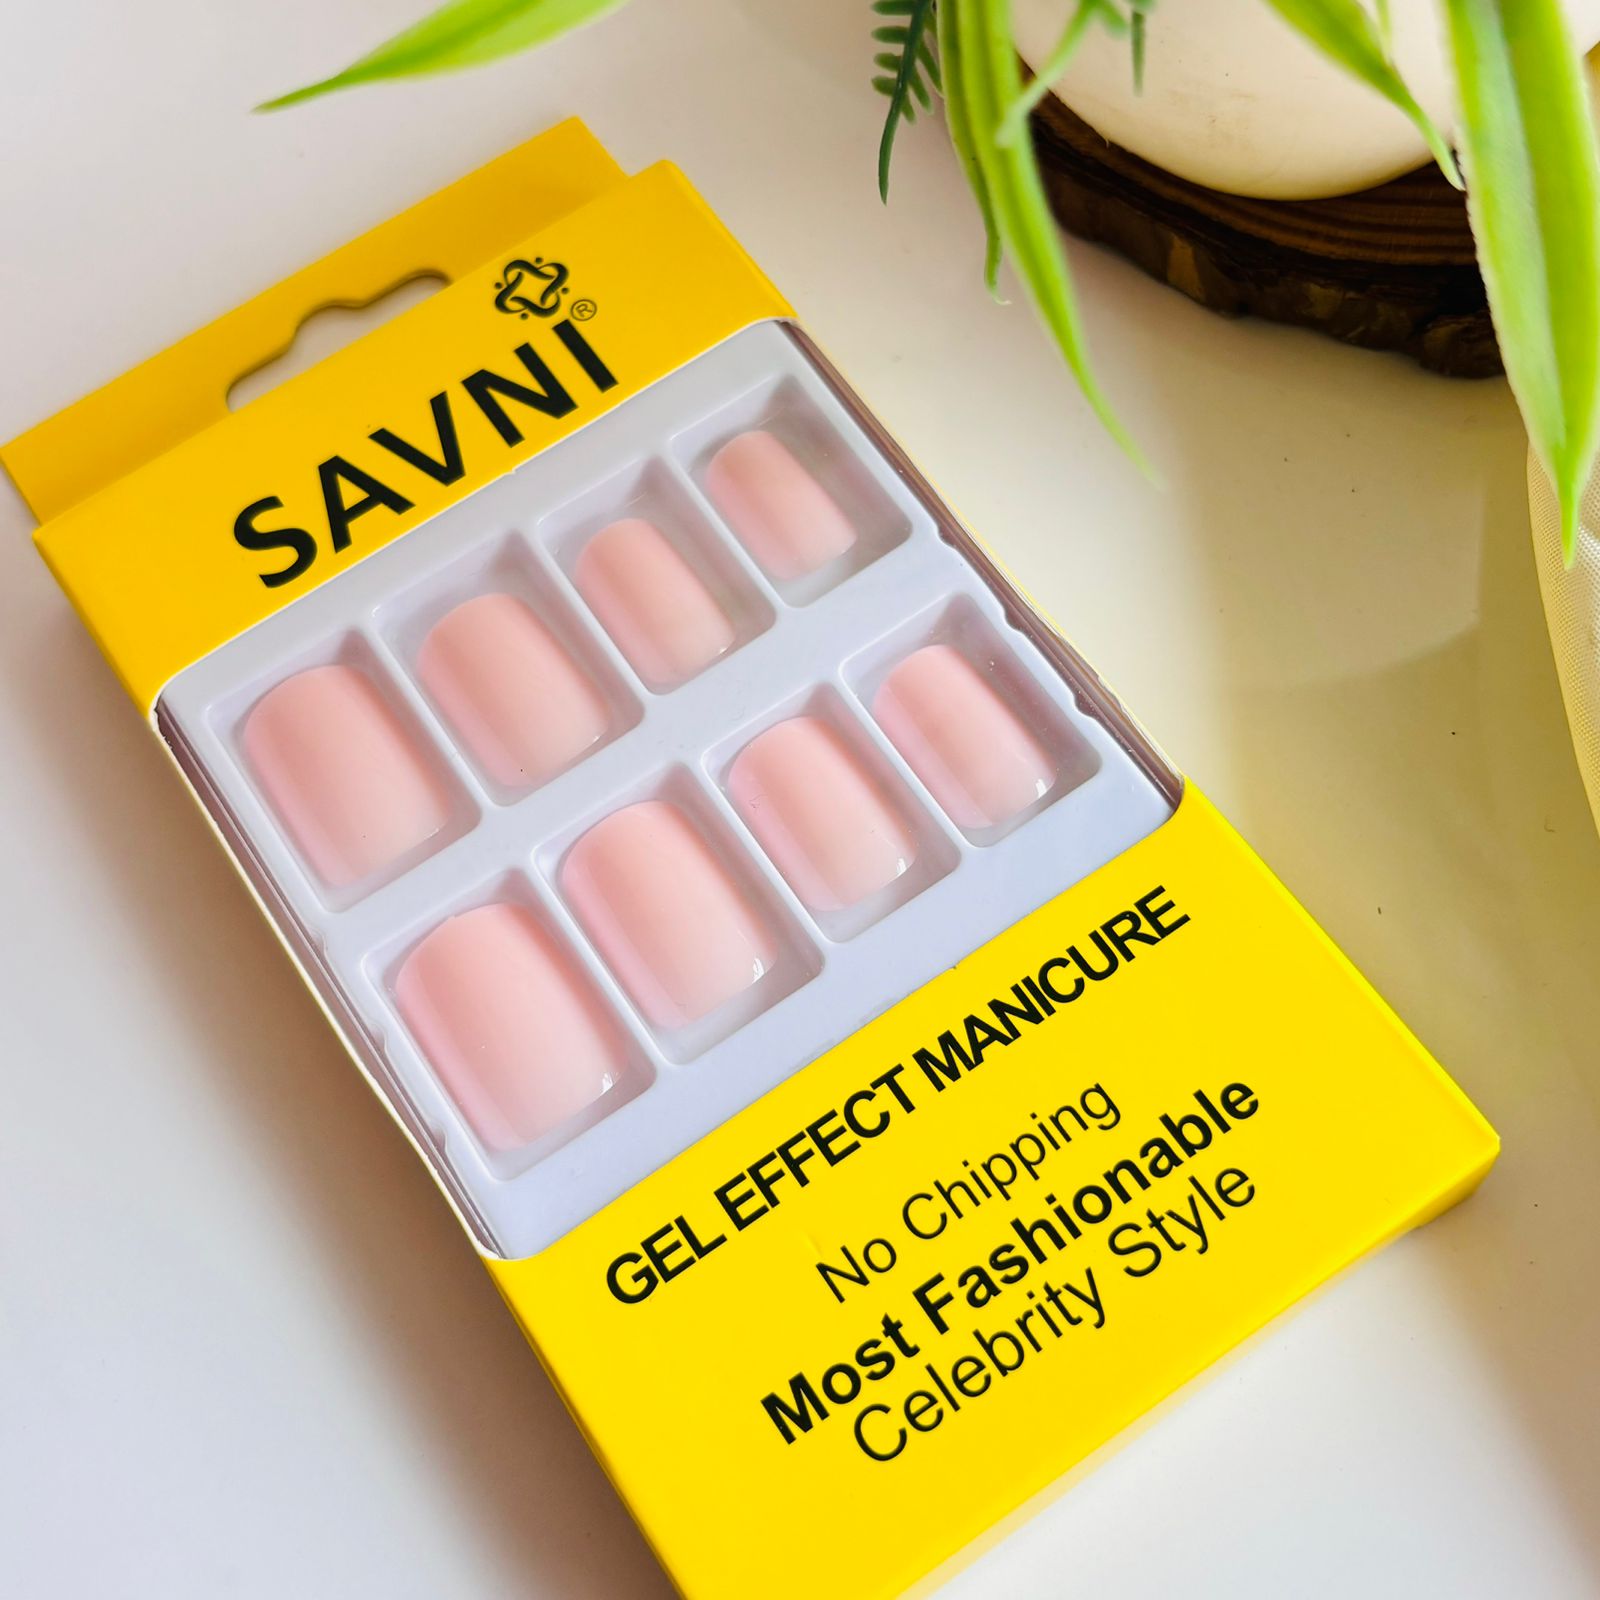 SAVNI®
GEL EFFECT MANICURE
No Chipping
Most Fashionable
Celebrity Style